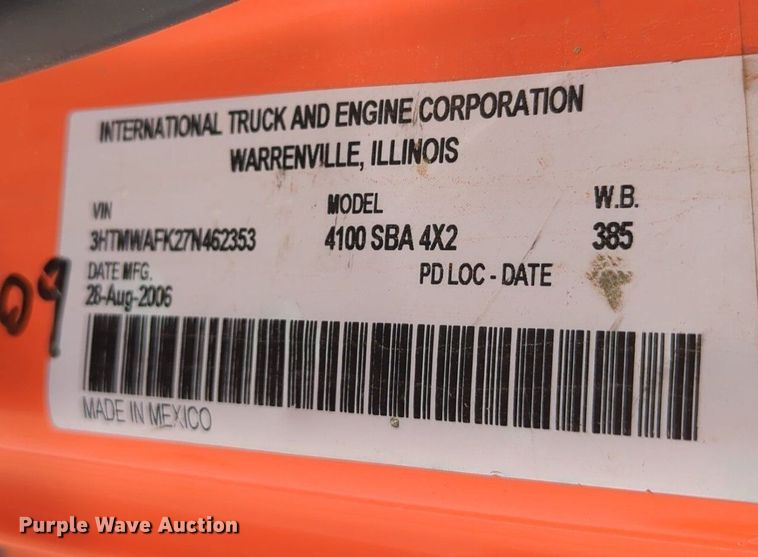 INTERNATIONAL TRUCK AND ENGINE CORPORATION
WARRENVILLE, ILLINOIS
VIN MODEL W.B.
3HTMWAFK27N462353 4100 SBA 4X2 385
DATE MFG. PD LOC - DATE
28-Aug-2006
09
MADE IN MEXICO
Purple Wave Auction